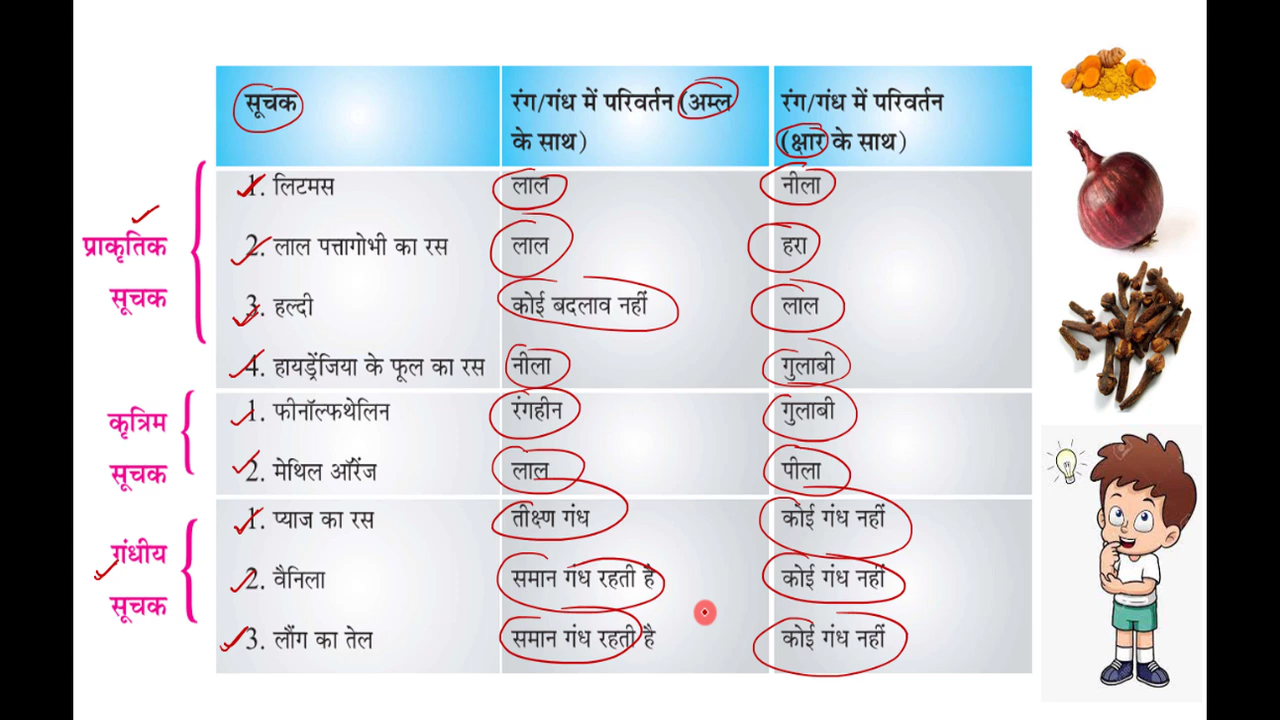 सूचक
रंग/गंध में परिवर्तन (अम्ल
के साथ)
रंग/गंध में परिवर्तन
(क्षार के साथ)
प्राकृतिक
सूचक
1. लिटमस
लाल
नीला
2. लाल पत्तागोभी का रस
लाल
हरा
3. हल्दी
कोई बदलाव नहीं
लाल
4. हायड्रेंजिया के फूल का रस
नीला
गुलाबी
कृत्रिम
सूचक
1. फीनॉल्फथेलिन
रंगहीन
गुलाबी
2. मेथिल ऑरेंज
लाल
पीला
गंधीय
सूचक
1. प्याज का रस
तीक्ष्ण गंध
कोई गंध नहीं
2. वैनिला
समान गंध रहती है
कोई गंध नहीं
3. लौंग का तेल
समान गंध रहती है
कोई गंध नहीं